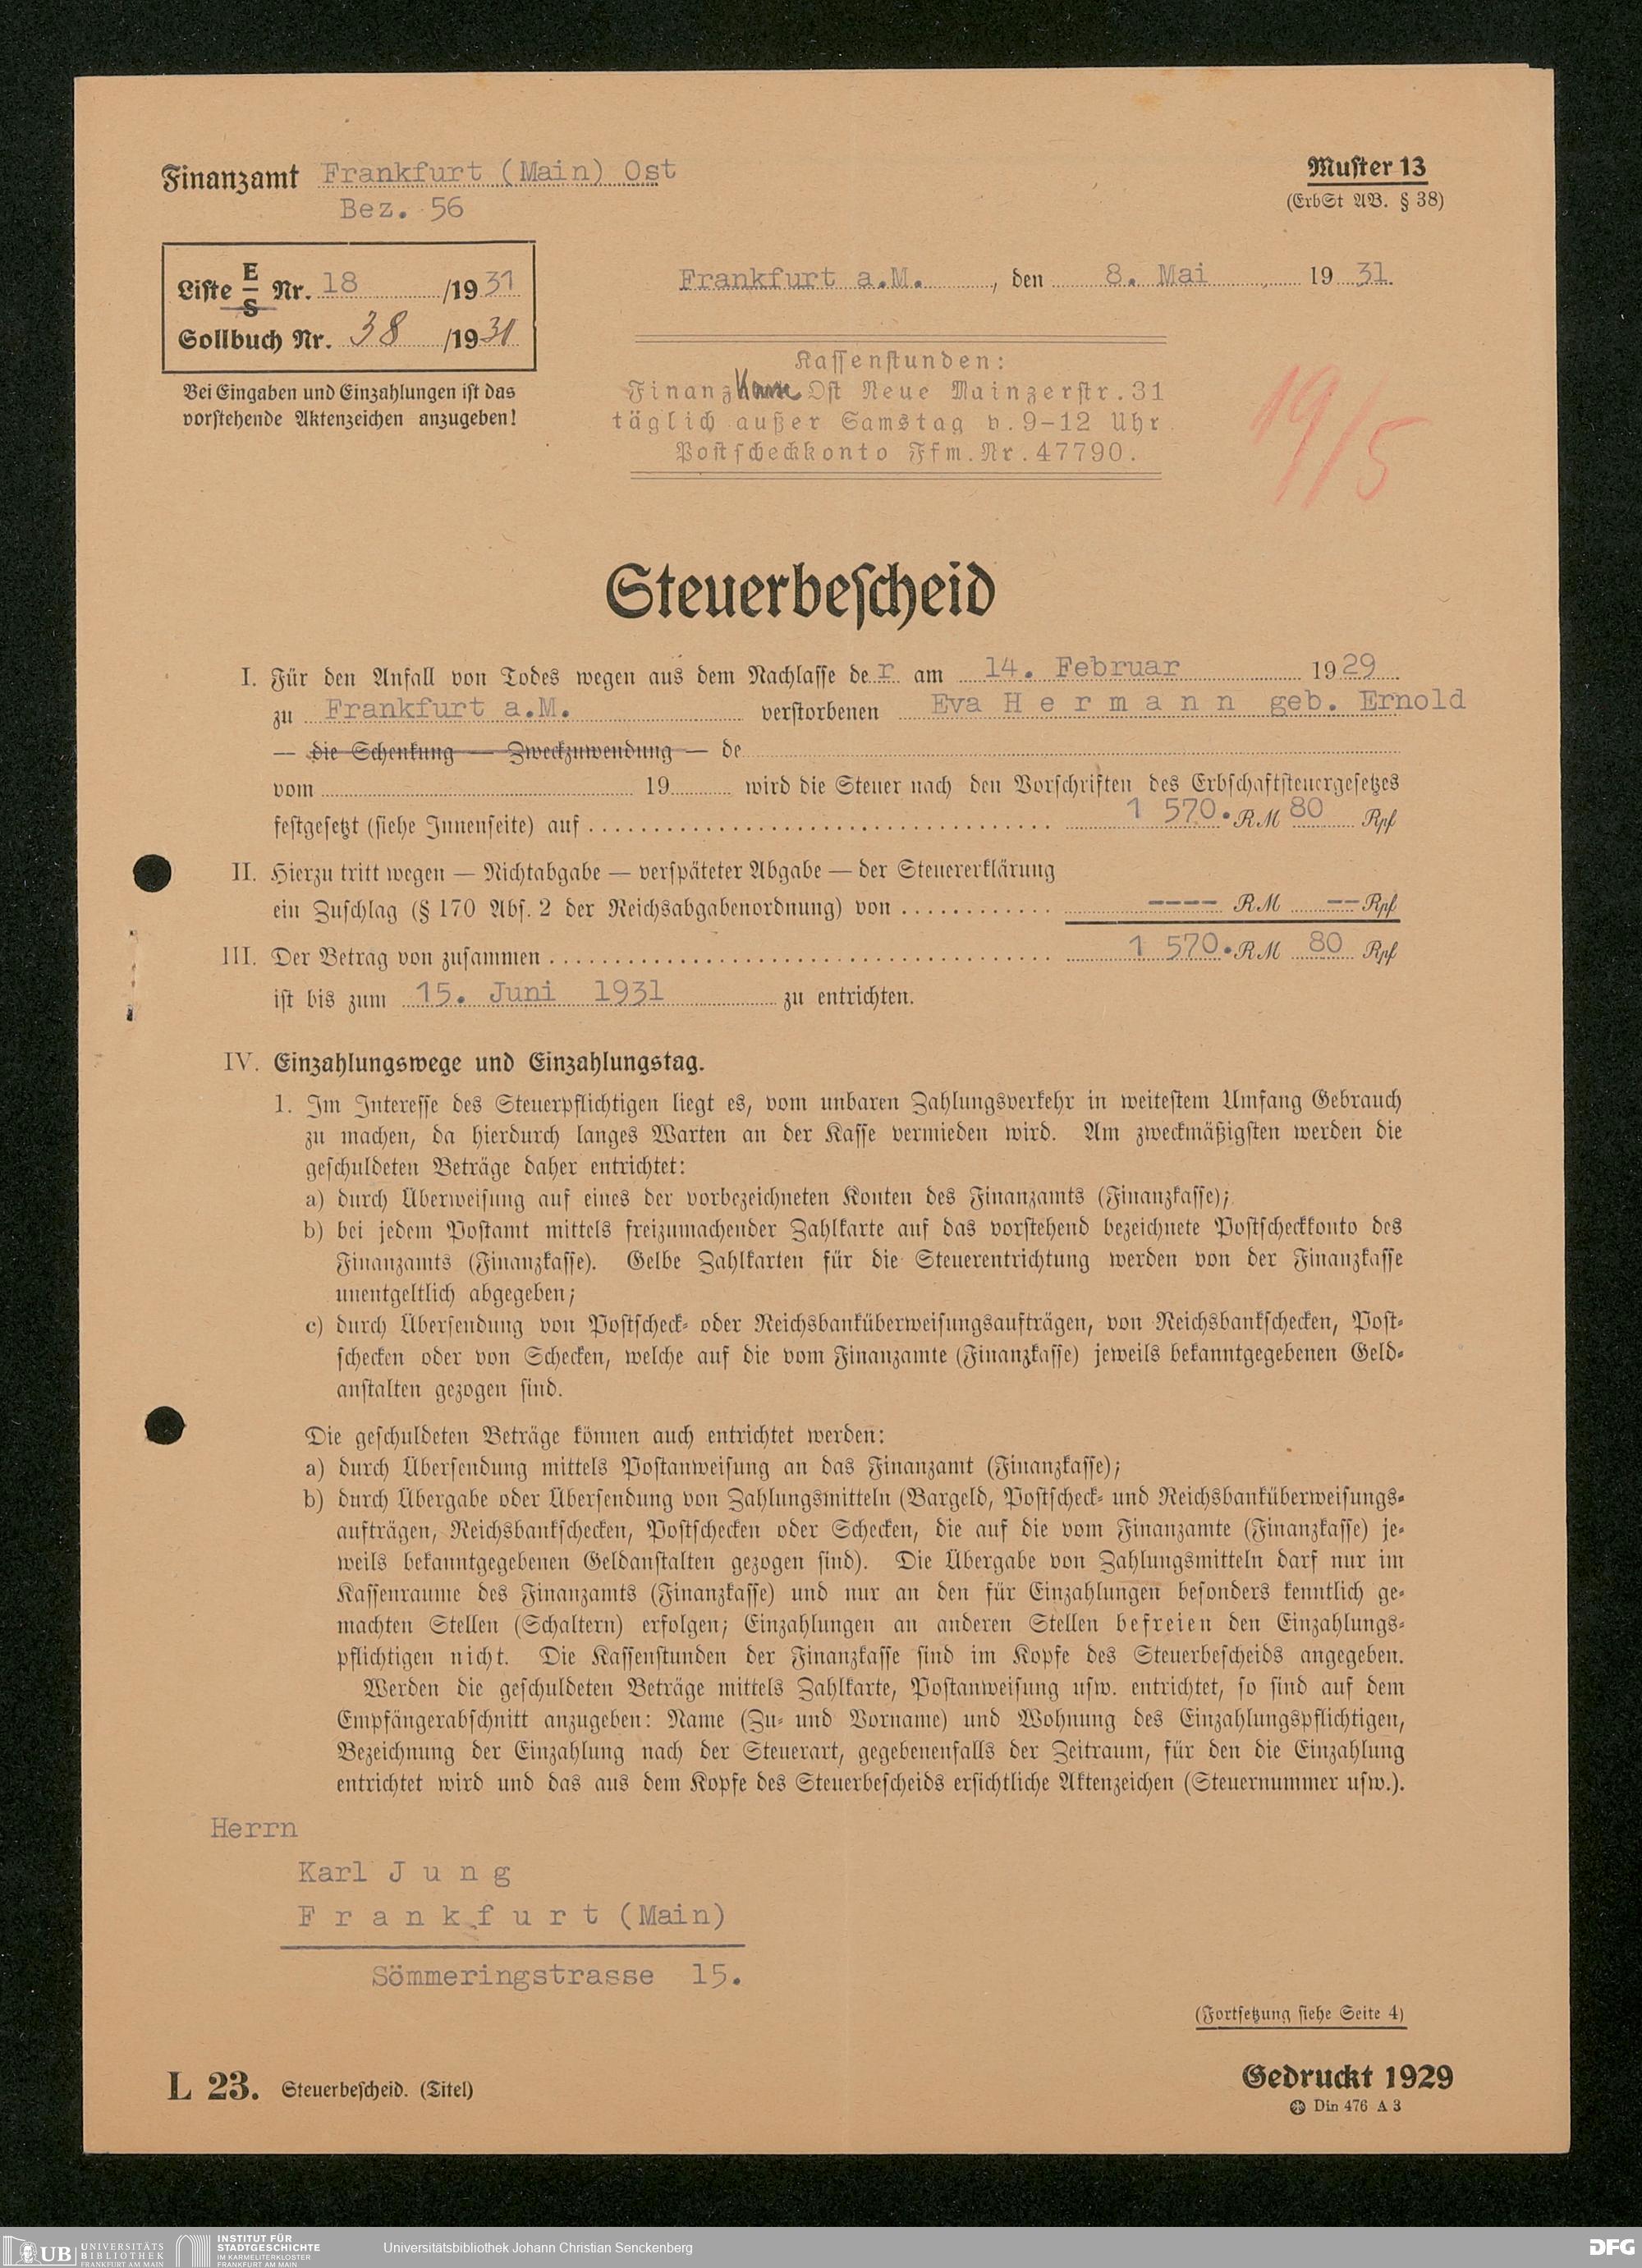 Finanzamt Frankfurt (Main) Ost
Bez. 56
Muster 13
(ErbSt AB. § 38)
Liste E/S Nr. 18 /1931
Sollbuch Nr. 38 /1931
Bei Eingaben und Einzahlungen ist das
vorstehende Aktenzeichen anzugeben!
Frankfurt a.M. , den 8. Mai 19 31.
Kassenstunden:
Finanzkasse Ost Neue Mainzerstr. 31
täglich außer Samstag v. 9-12 Uhr
Postscheckkonto Ffm. Nr. 47790.
19/5
Steuerbescheid
I. Für den Anfall von Todes wegen aus dem Nachlasse de r am 14. Februar 19 29
zu Frankfurt a.M. verstorbenen Eva Hermann geb. Ernold
— die Schenkung — Zweckzuwendung — de
vom 19 wird die Steuer nach den Vorschriften des Erbschaftsteuergesetzes
festgesetzt (siehe Innenseite) auf 1 570.RM 80 Rpf
II. Hierzu tritt wegen — Nichtabgabe — verspäteter Abgabe — der Steuererklärung
ein Zuschlag (§ 170 Abs. 2 der Reichsabgabenordnung) von ---- RM -- Rpf
III. Der Betrag von zusammen 1 570.RM 80 Rpf
ist bis zum 15. Juni 1931 zu entrichten.
IV. Einzahlungswege und Einzahlungstag.
1. Im Interesse des Steuerpflichtigen liegt es, vom unbaren Zahlungsverkehr in weitestem Umfang Gebrauch
zu machen, da hierdurch langes Warten an der Kasse vermieden wird. Am zweckmäßigsten werden die
geschuldeten Beträge daher entrichtet:
a) durch Überweisung auf eines der vorbezeichneten Konten des Finanzamts (Finanzkasse);
b) bei jedem Postamt mittels freizumachender Zahlkarte auf das vorstehend bezeichnete Postscheckkonto des
Finanzamts (Finanzkasse). Gelbe Zahlkarten für die Steuerentrichtung werden von der Finanzkasse
unentgeltlich abgegeben;
c) durch Übersendung von Postscheck- oder Reichsbanküberweisungsaufträgen, von Reichsbankschecken, Post-
schecken oder von Schecken, welche auf die vom Finanzamte (Finanzkasse) jeweils bekanntgegebenen Geld-
anstalten gezogen sind.
Die geschuldeten Beträge können auch entrichtet werden:
a) durch Übersendung mittels Postanweisung an das Finanzamt (Finanzkasse);
b) durch Übergabe oder Übersendung von Zahlungsmitteln (Bargeld, Postscheck- und Reichsbanküberweisungs-
aufträgen, Reichsbankschecken, Postschecken oder Schecken, die auf die vom Finanzamte (Finanzkasse) je-
weils bekanntgegebenen Geldanstalten gezogen sind). Die Übergabe von Zahlungsmitteln darf nur im
Kassenraume des Finanzamts (Finanzkasse) und nur an den für Einzahlungen besonders kenntlich ge-
machten Stellen (Schaltern) erfolgen; Einzahlungen an anderen Stellen befreien den Einzahlungs-
pflichtigen nicht. Die Kassenstunden der Finanzkasse sind im Kopfe des Steuerbescheids angegeben.
Werden die geschuldeten Beträge mittels Zahlkarte, Postanweisung usw. entrichtet, so sind auf dem
Empfängerabschnitt anzugeben: Name (Zu- und Vorname) und Wohnung des Einzahlungspflichtigen,
Bezeichnung der Einzahlung nach der Steuerart, gegebenenfalls der Zeitraum, für den die Einzahlung
entrichtet wird und das aus dem Kopfe des Steuerbescheids ersichtliche Aktenzeichen (Steuernummer usw.).
Herrn
Karl Jung
Frankfurt (Main)
Sömmeringstrasse 15.
(Fortsetzung siehe Seite 4)
L 23. Steuerbescheid. (Titel)
Gedruckt 1929
Din 476 A 3
UB UNIVERSITÄTS
BIBLIOTHEK
FRANKFURT AM MAIN
INSTITUT FÜR
STADTGESCHICHTE
IM KARMELITERKLOSTER
FRANKFURT AM MAIN
Universitätsbibliothek Johann Christian Senckenberg
DFG